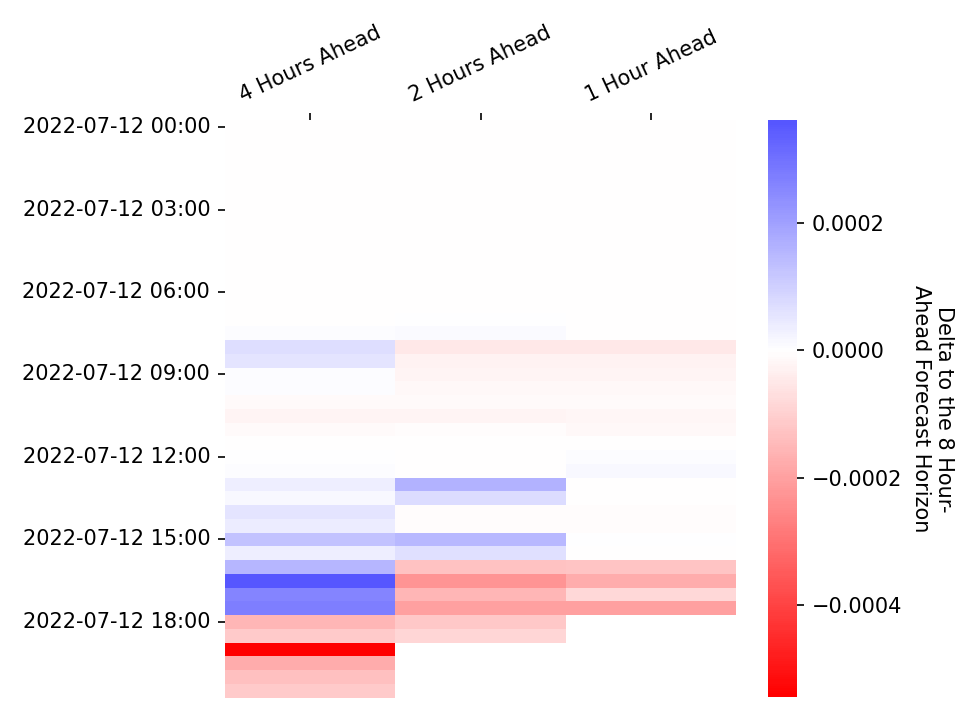 4 Hours Ahead
2 Hours Ahead
1 Hour Ahead
2022-07-12 00:00
2022-07-12 03:00
2022-07-12 06:00
2022-07-12 09:00
2022-07-12 12:00
2022-07-12 15:00
2022-07-12 18:00
0.0002
0.0000
−0.0002
−0.0004
Delta to the 8 Hour-
Ahead Forecast Horizon